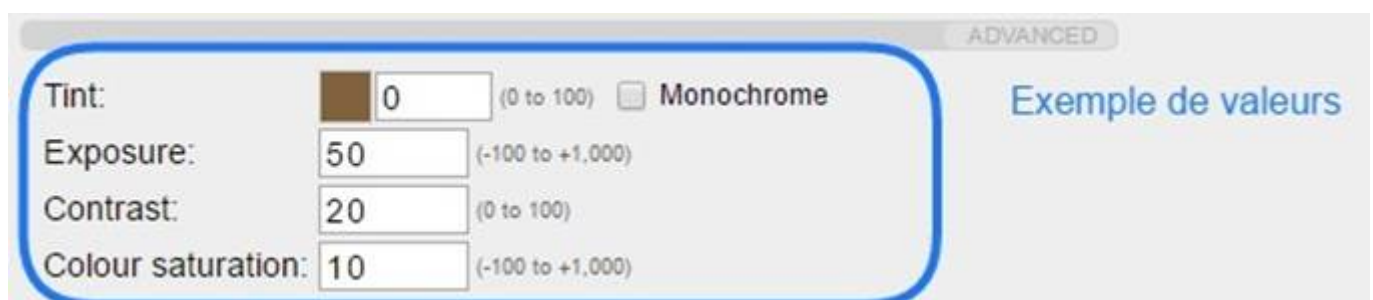 ADVANCED
Tint: 0 (0 to 100) Monochrome
Exemple de valeurs
Exposure: 50 (-100 to +1,000)
Contrast: 20 (0 to 100)
Colour saturation: 10 (-100 to +1,000)